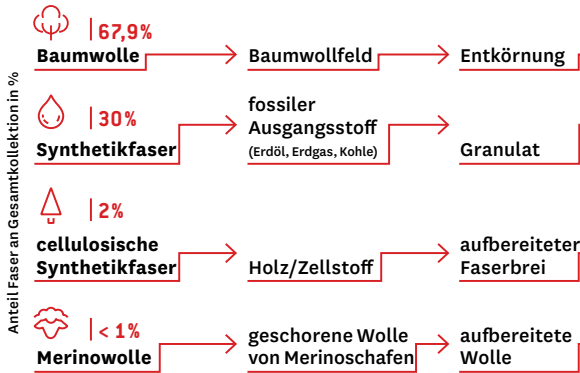 Anteil Faser an Gesamtkollektion in %
67,9%
Baumwolle
Baumwollfeld
Entkörnung
30%
Synthetikfaser
fossiler
Ausgangsstoff
(Erdöl, Erdgas, Kohle)
Granulat
2%
cellulosische
Synthetikfaser
Holz/Zellstoff
aufbereiteter
Faserbrei
< 1%
Merinowolle
geschorene Wolle
von Merinoschafen
aufbereitete
Wolle